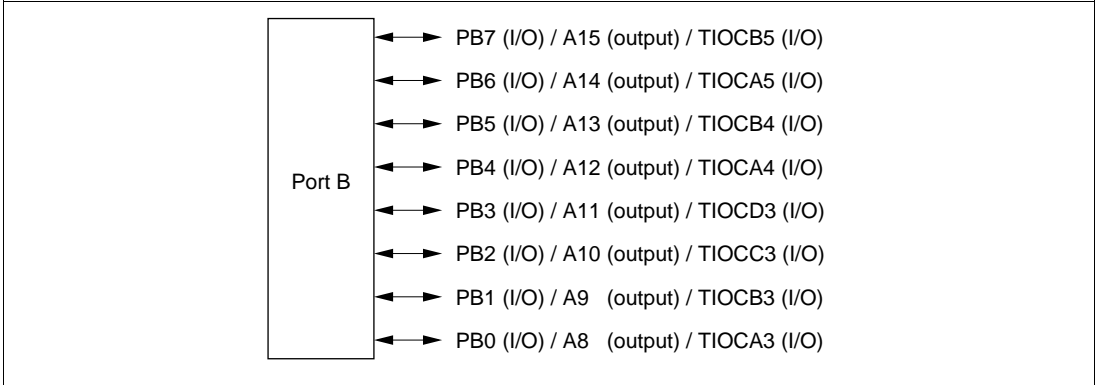 PB7 (I/O) / A15 (output) / TIOCB5 (I/O)
PB6 (I/O) / A14 (output) / TIOCA5 (I/O)
PB5 (I/O) / A13 (output) / TIOCB4 (I/O)
PB4 (I/O) / A12 (output) / TIOCA4 (I/O)
Port B
PB3 (I/O) / A11 (output) / TIOCD3 (I/O)
PB2 (I/O) / A10 (output) / TIOCC3 (I/O)
PB1 (I/O) / A9 (output) / TIOCB3 (I/O)
PB0 (I/O) / A8 (output) / TIOCA3 (I/O)